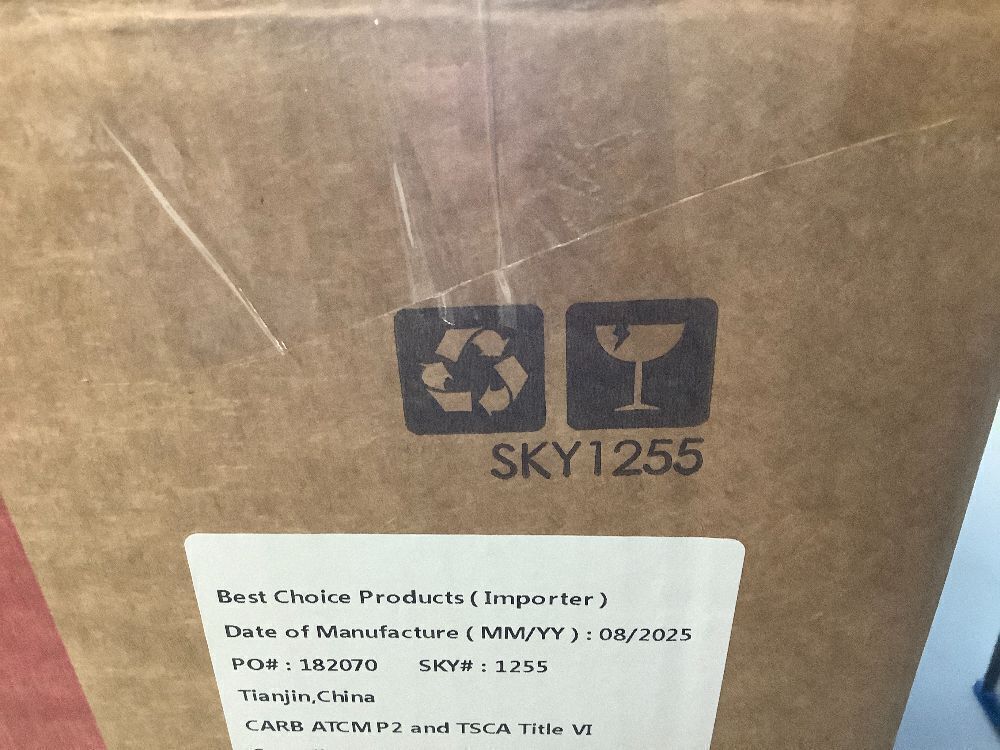 SKY1255
Best Choice Products ( Importer )
Date of Manufacture ( MM/YY ) : 08/2025
PO# : 182070 SKY# : 1255
Tianjin,China
CARB ATCM P2 and TSCA Title VI